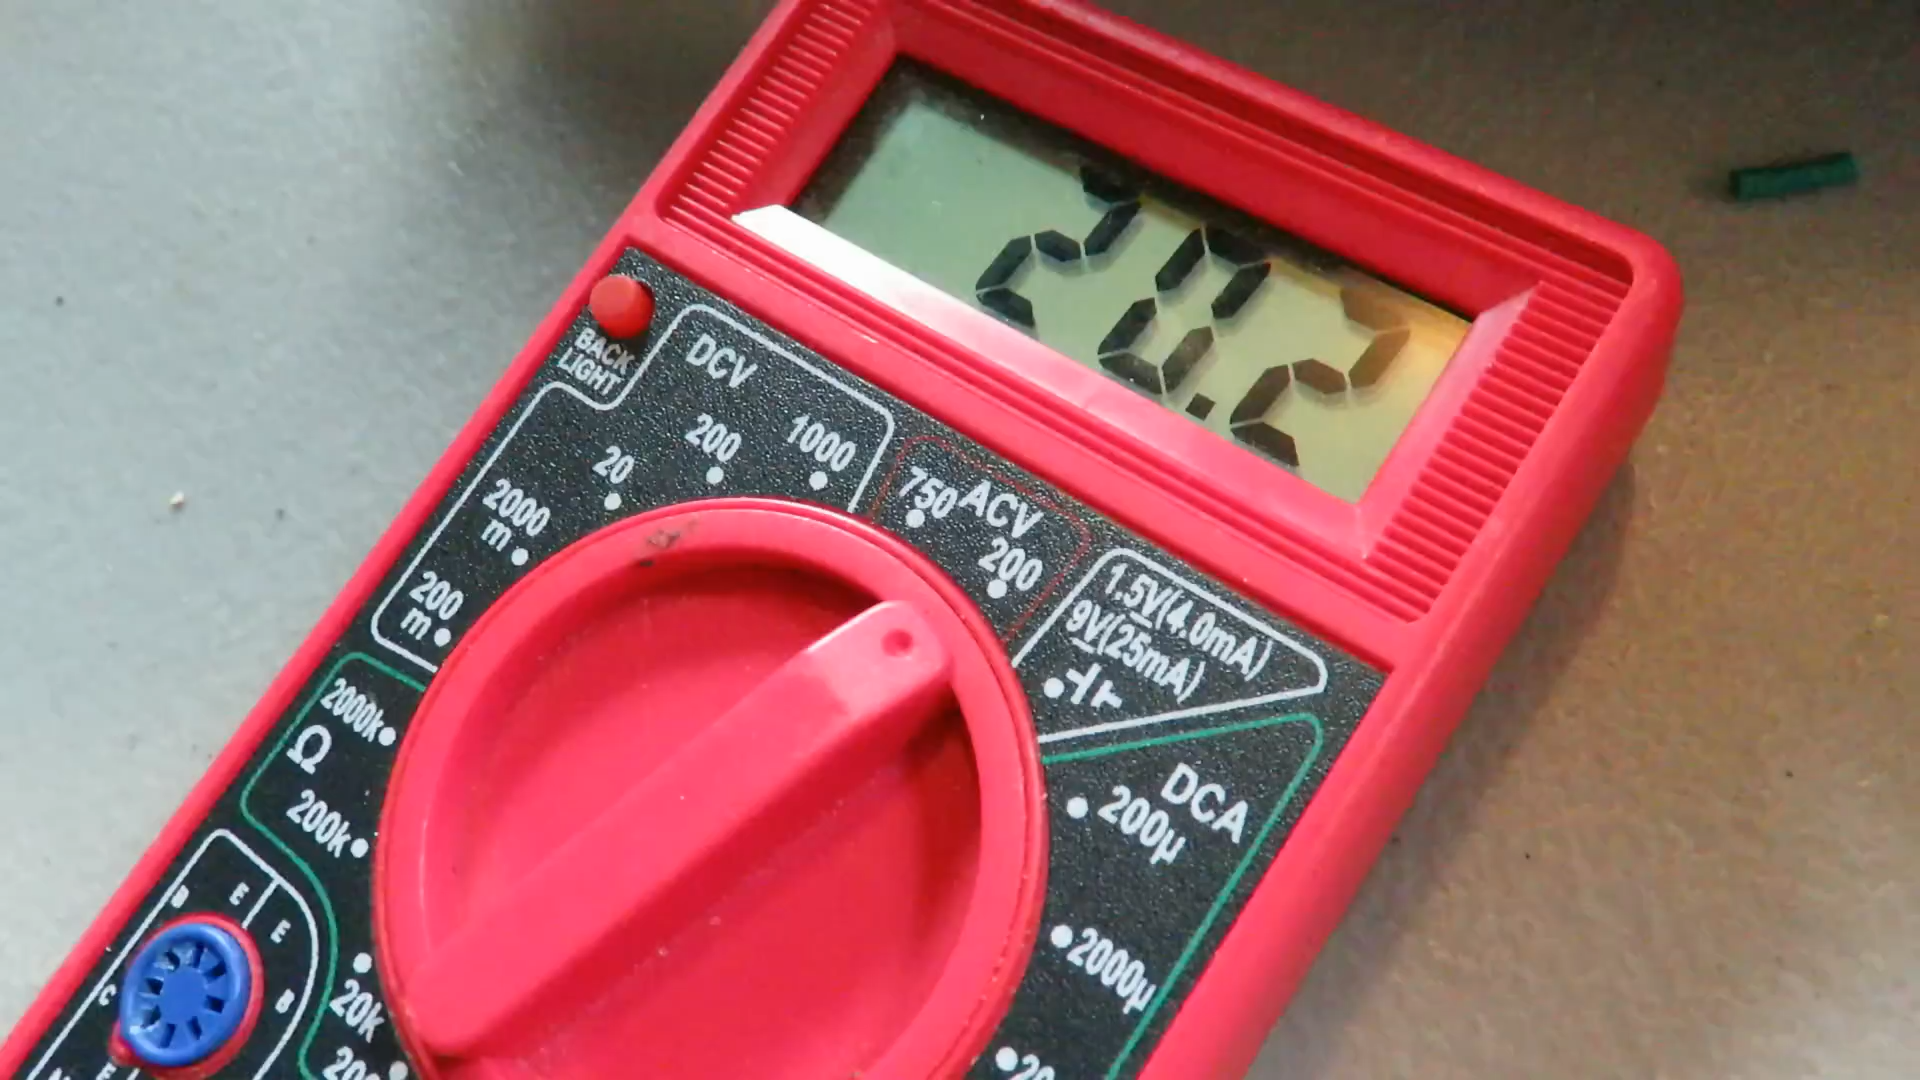 20.2
BACK
LIGHT
DCV
1000
200
20
2000
m
200
m
750
ACV
200
1.5V(4.0mA)
9V(25mA)
DCA
200µ
2000µ
2000k
Ω
200k
20k
B
E
E
C
B